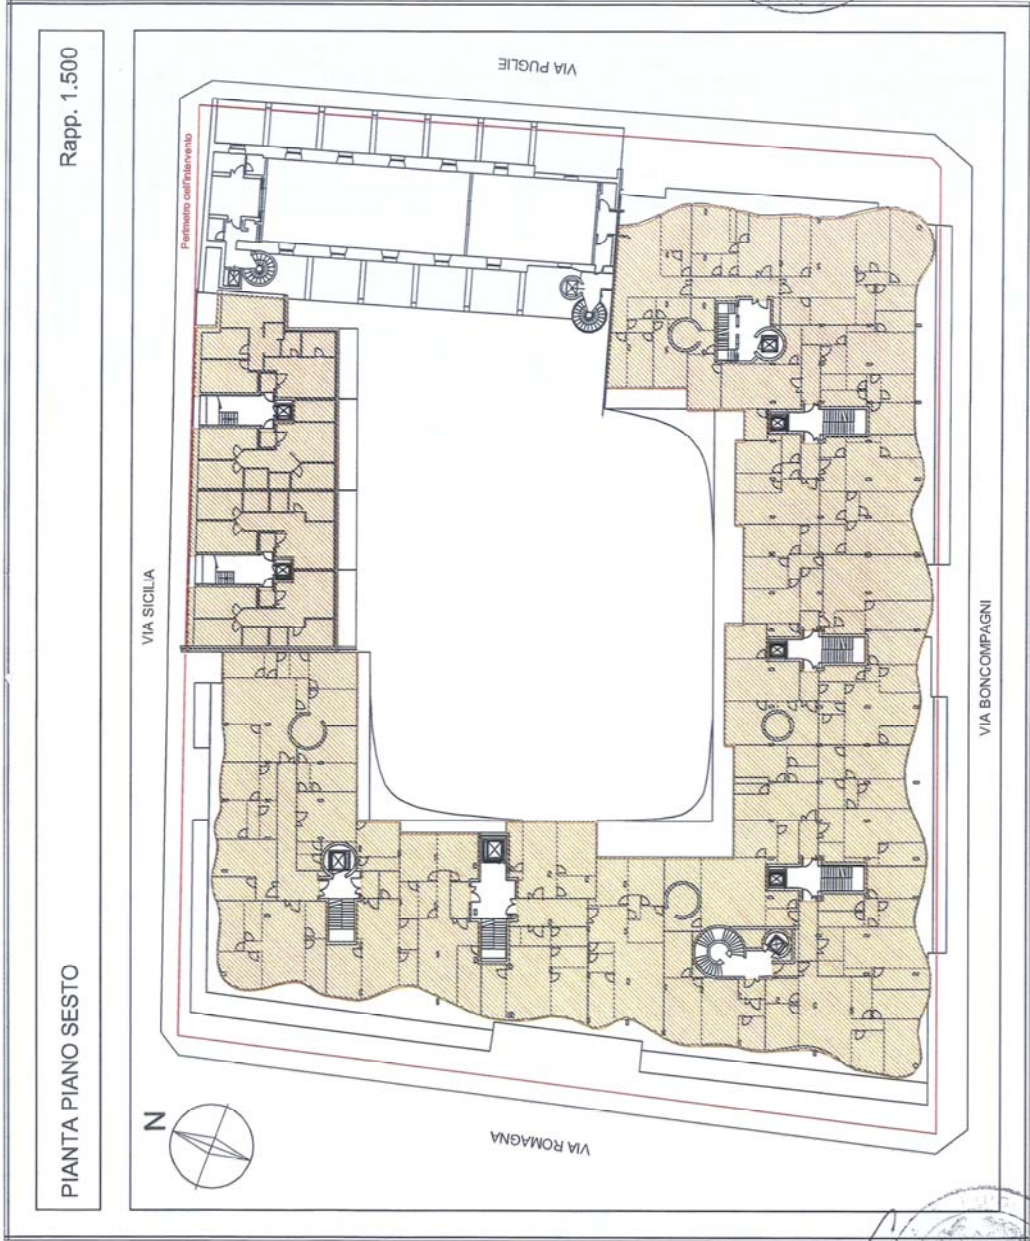 PIANTA PIANO SESTO
Rapp. 1.500
VIA SICILIA
Perimetro dell'intervento
VIA PUGLIE
VIA ROMAGNA
VIA BONCOMPAGNI
N